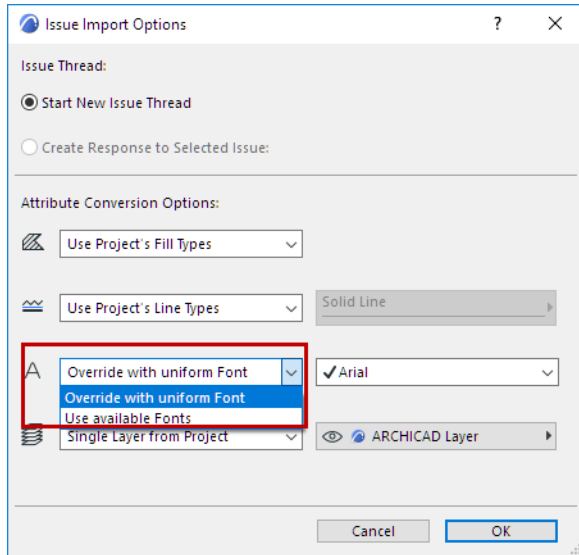 Issue Import Options ?
Issue Thread:
Start New Issue Thread
Create Response to Selected Issue:
Attribute Conversion Options:
Use Project's Fill Types
Use Project's Line Types Solid Line
A Override with uniform Font Arial
Override with uniform Font
Use available Fonts
Single Layer from Project ARCHICAD Layer
Cancel OK